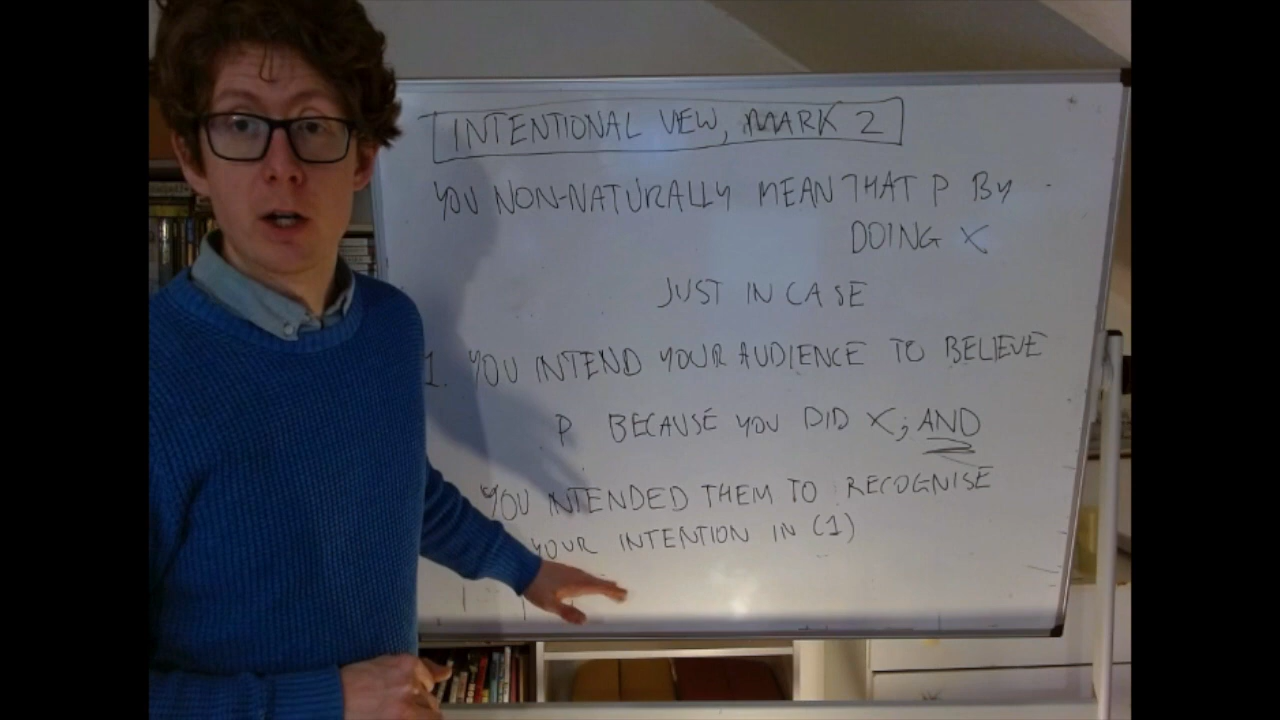 INTENTIONAL VIEW, MARK 2
YOU NON-NATURALLY MEAN THAT P BY
DOING X
JUST IN CASE
1. YOU INTEND YOUR AUDIENCE TO BELIEVE
P BECAUSE YOU DID X; AND
YOU INTENDED THEM TO RECOGNISE
YOUR INTENTION IN (1)